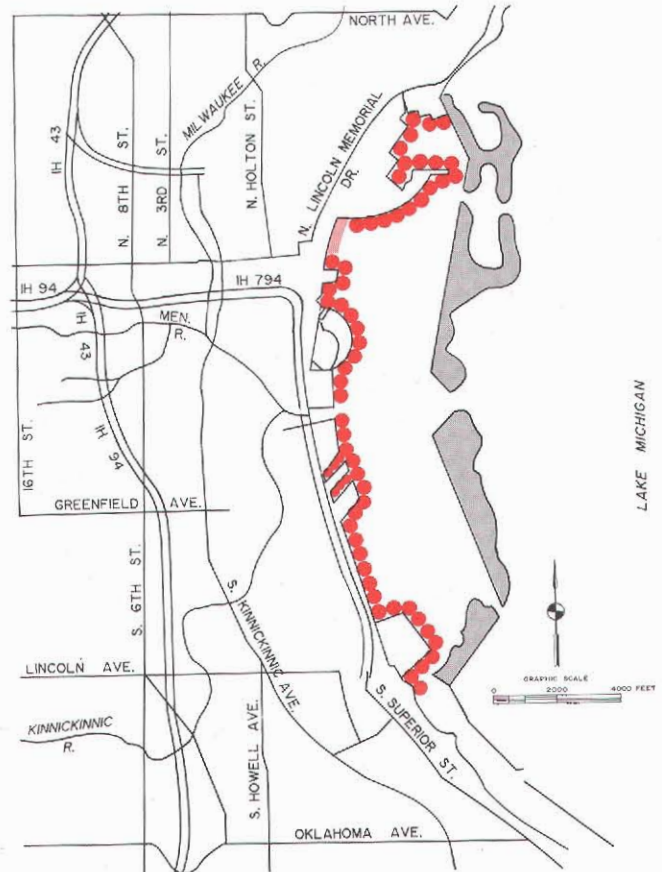 NORTH AVE.
MILWAUKEE R.
IH 43
N. 8TH ST.
N. 3RD ST.
N. HOLTON ST.
N. LINCOLN MEMORIAL
DR.
IH 94
IH 794
MEN.
R.
IH 43
LAKE MICHIGAN
16TH ST.
IH 94
GREENFIELD AVE.
S. 6TH ST.
S. KINNICKINNIC AVE.
LINCOLN AVE.
GRAPHIC SCALE
0 2000 4000 FEET
S. SUPERIOR ST.
KINNICKINNIC
R.
S. HOWELL AVE.
OKLAHOMA AVE.